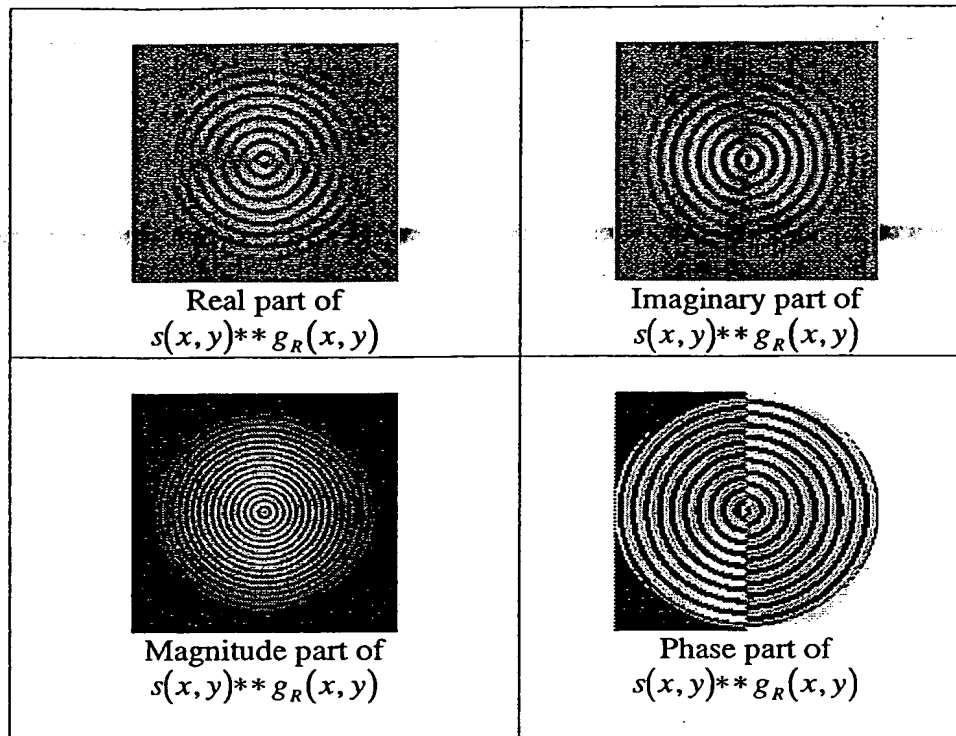 Real part of
s(x, y)** g_R(x, y)
Imaginary part of
s(x, y)** g_R(x, y)
Magnitude part of
s(x, y)** g_R(x, y)
Phase part of
s(x, y)** g_R(x, y)